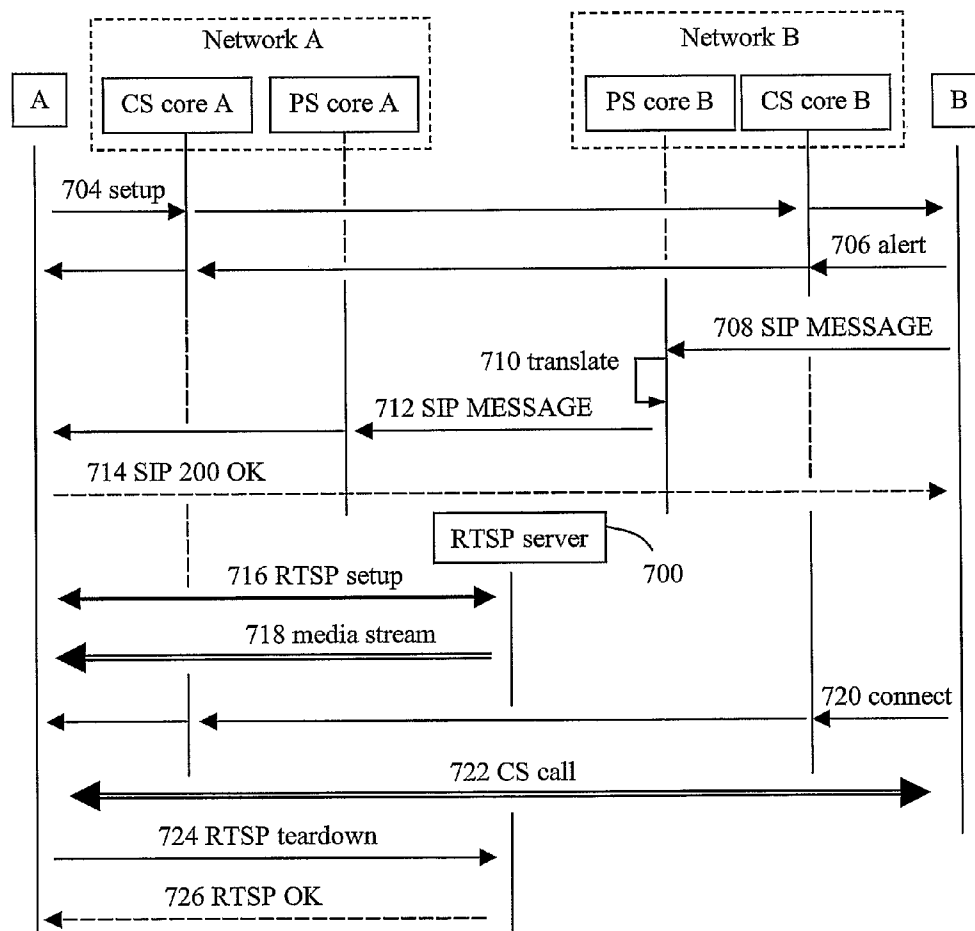 Network A
Network B
A
CS core A
PS core A
PS core B
CS core B
B
704 setup
706 alert
708 SIP MESSAGE
710 translate
712 SIP MESSAGE
714 SIP 200 OK
RTSP server
700
716 RTSP setup
718 media stream
720 connect
722 CS call
724 RTSP teardown
726 RTSP OK